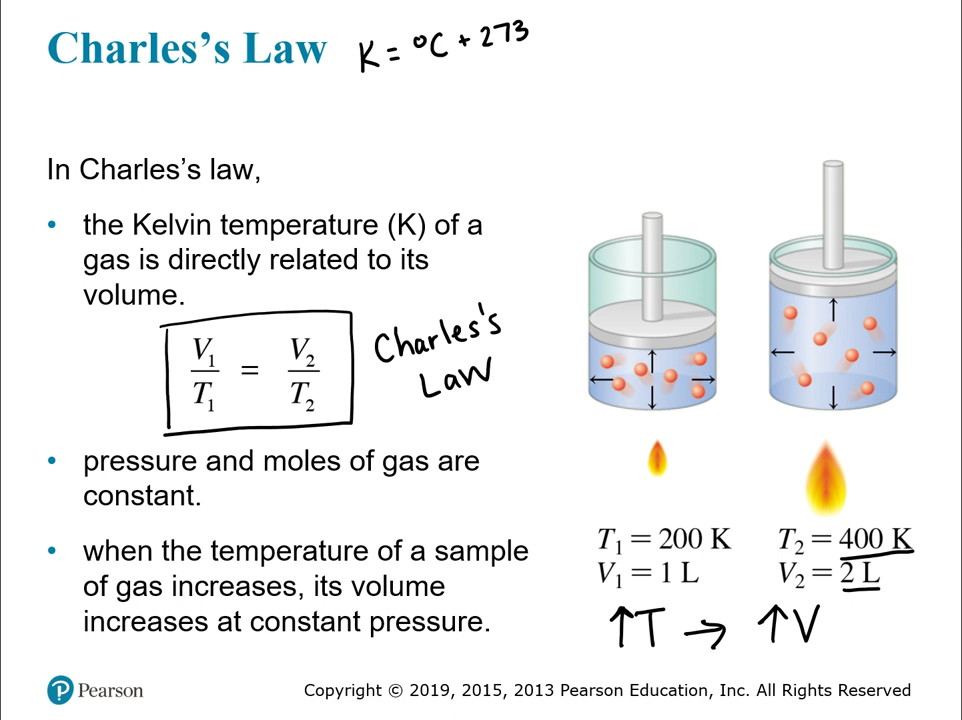 Charles's Law
K = °C + 273
In Charles's law,
• the Kelvin temperature (K) of a
gas is directly related to its
volume.
V₁/T₁ = V₂/T₂
Charles's
Law
• pressure and moles of gas are
constant.
• when the temperature of a sample
of gas increases, its volume
increases at constant pressure.
T₁ = 200 K
V₁ = 1 L
T₂ = 400 K
V₂ = 2 L
↑T → ↑V
P Pearson
Copyright © 2019, 2015, 2013 Pearson Education, Inc. All Rights Reserved